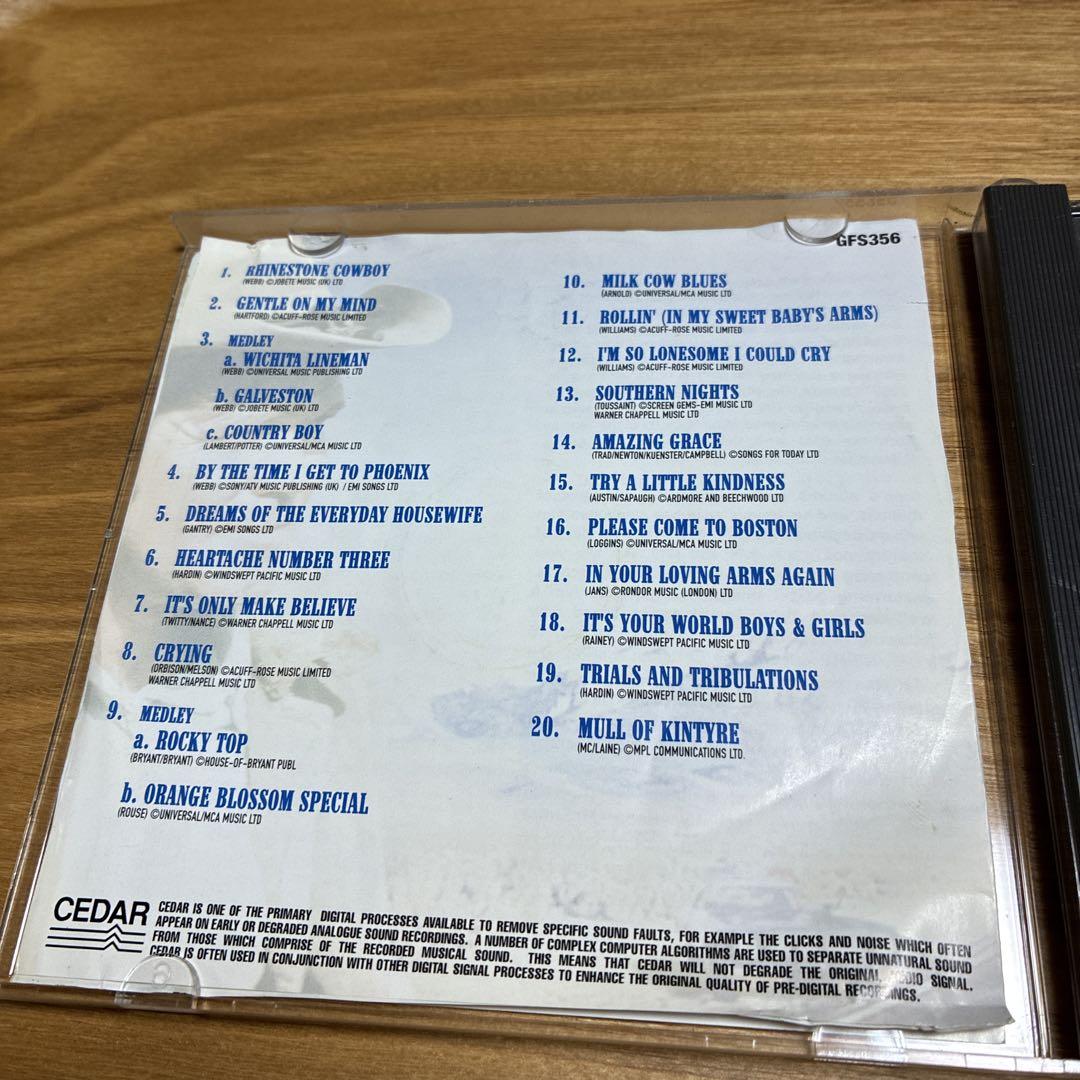 GFS356
1. RHINESTONE COWBOY
(WEBB) ©JOBETE MUSIC (UK) LTD
2. GENTLE ON MY MIND
(HARTFORD) ©ACUFF-ROSE MUSIC LIMITED
3. MEDLEY
a. WICHITA LINEMAN
(WEBB) ©UNIVERSAL MUSIC PUBLISHING LTD
b. GALVESTON
(WEBB) ©JOBETE MUSIC (UK) LTD
c. COUNTRY BOY
(LAMBERT/POTTER) ©UNIVERSAL/MCA MUSIC LTD
4. BY THE TIME I GET TO PHOENIX
(WEBB) ©SONY/ATV MUSIC PUBLISHING (UK) / EMI SONGS LTD
5. DREAMS OF THE EVERYDAY HOUSEWIFE
(GANTRY) ©EMI SONGS LTD
6. HEARTACHE NUMBER THREE
(HARDIN) ©WINDSWEPT PACIFIC MUSIC LTD
7. IT'S ONLY MAKE BELIEVE
(TWITTY/NANCE) ©WARNER CHAPPELL MUSIC LTD
8. CRYING
(ORBISON/MELSON) ©ACUFF-ROSE MUSIC LIMITED
WARNER CHAPPELL MUSIC LTD
9. MEDLEY
a. ROCKY TOP
(BRYANT/BRYANT) ©HOUSE-OF-BRYANT PUBL
b. ORANGE BLOSSOM SPECIAL
(ROUSE) ©UNIVERSAL/MCA MUSIC LTD
10. MILK COW BLUES
(ARNOLD) ©UNIVERSAL/MCA MUSIC LTD
11. ROLLIN' (IN MY SWEET BABY'S ARMS)
(WILLIAMS) ©ACUFF-ROSE MUSIC LIMITED
12. I'M SO LONESOME I COULD CRY
(WILLIAMS) ©ACUFF-ROSE MUSIC LIMITED
13. SOUTHERN NIGHTS
(TOUSSAINT) ©SCREEN GEMS-EMI MUSIC LTD
WARNER CHAPPELL MUSIC LTD
14. AMAZING GRACE
(TRAD/NEWTON/KUENSTER/CAMPBELL) ©SONGS FOR TODAY LTD
15. TRY A LITTLE KINDNESS
(AUSTIN/SAPAUGH) ©ARDMORE AND BEECHWOOD LTD
16. PLEASE COME TO BOSTON
(LOGGINS) ©UNIVERSAL/MCA MUSIC LTD
17. IN YOUR LOVING ARMS AGAIN
(JANS) ©RONDOR MUSIC (LONDON) LTD
18. IT'S YOUR WORLD BOYS & GIRLS
(RAINEY) ©WINDSWEPT PACIFIC MUSIC LTD
19. TRIALS AND TRIBULATIONS
(HARDIN) ©WINDSWEPT PACIFIC MUSIC LTD
20. MULL OF KINTYRE
(MC/LAINE) ©MPL COMMUNICATIONS LTD.
CEDAR
CEDAR IS ONE OF THE PRIMARY DIGITAL PROCESSES AVAILABLE TO REMOVE SPECIFIC SOUND FAULTS, FOR EXAMPLE THE CLICKS AND NOISE WHICH OFTEN
APPEAR ON EARLY OR DEGRADED ANALOGUE SOUND RECORDINGS. A NUMBER OF COMPLEX COMPUTER ALGORITHMS ARE USED TO SEPARATE UNNATURAL SOUND
FROM THOSE WHICH COMPRISE OF THE RECORDED MUSICAL SOUND. THIS MEANS THAT CEDAR WILL NOT DEGRADE THE ORIGINAL AUDIO SIGNAL.
CEDAR IS OFTEN USED IN CONJUNCTION WITH OTHER DIGITAL SIGNAL PROCESSES TO ENHANCE THE ORIGINAL QUALITY OF PRE-DIGITAL RECORDINGS.